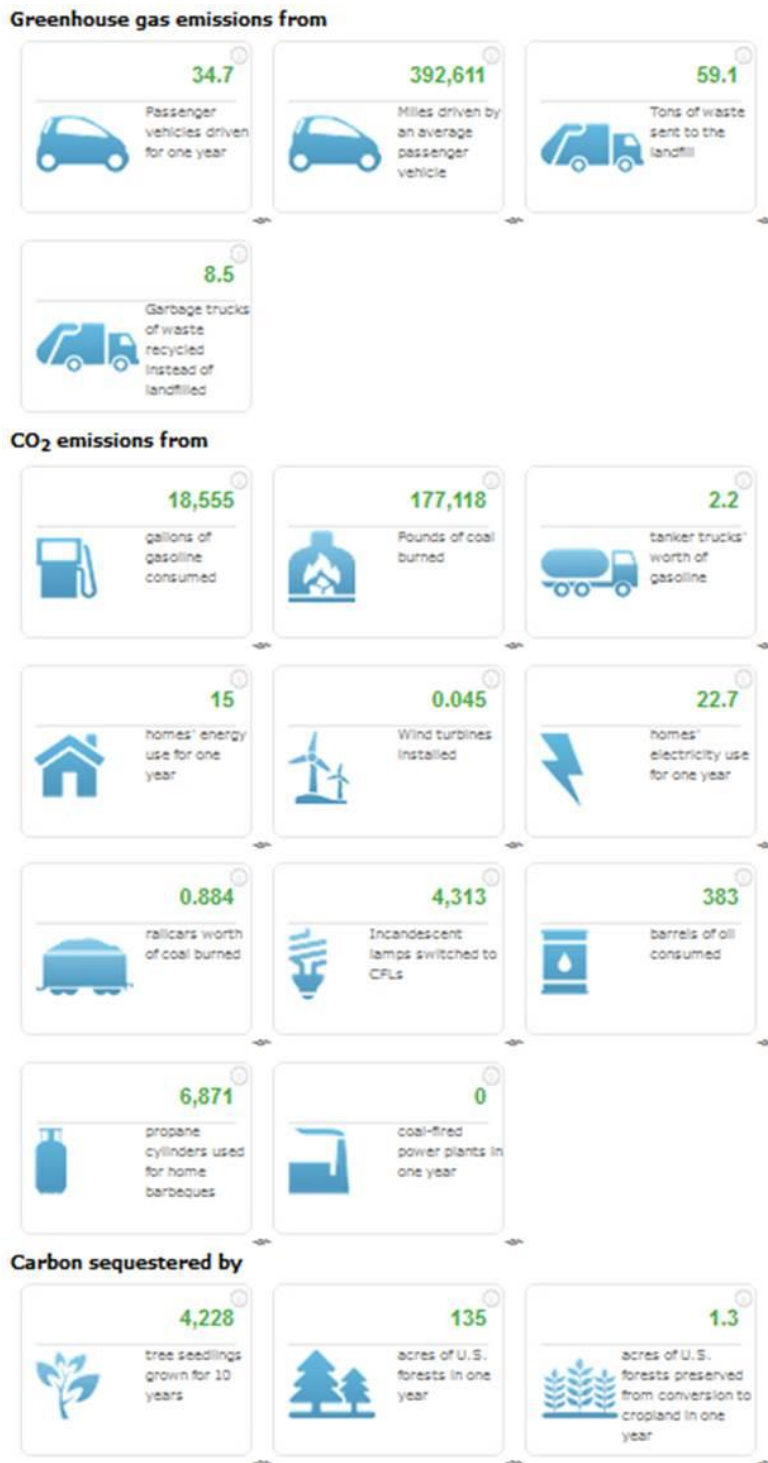 Greenhouse gas emissions from
34.7
Passenger
vehicles driven
for one year
392,611
Miles driven by
an average
passenger
vehicle
59.1
Tons of waste
sent to the
landfill
8.5
Garbage trucks
of waste
recycled
instead of
landfilled
CO₂ emissions from
18,555
gallons of
gasoline
consumed
177,118
Pounds of coal
burned
2.2
tanker trucks'
worth of
gasoline
15
homes' energy
use for one
year
0.045
Wind turbines
installed
22.7
homes'
electricity use
for one year
0.884
railcars worth
of coal burned
4,313
Incandescent
lamps switched to
CFLs
383
barrels of oil
consumed
6,871
propane
cylinders used
for home
barbeques
0
coal-fired
power plants in
one year
Carbon sequestered by
4,228
tree seedlings
grown for 10
years
135
acres of U.S.
forests in one
year
1.3
acres of U.S.
forests preserved
from conversion to
cropland in one
year